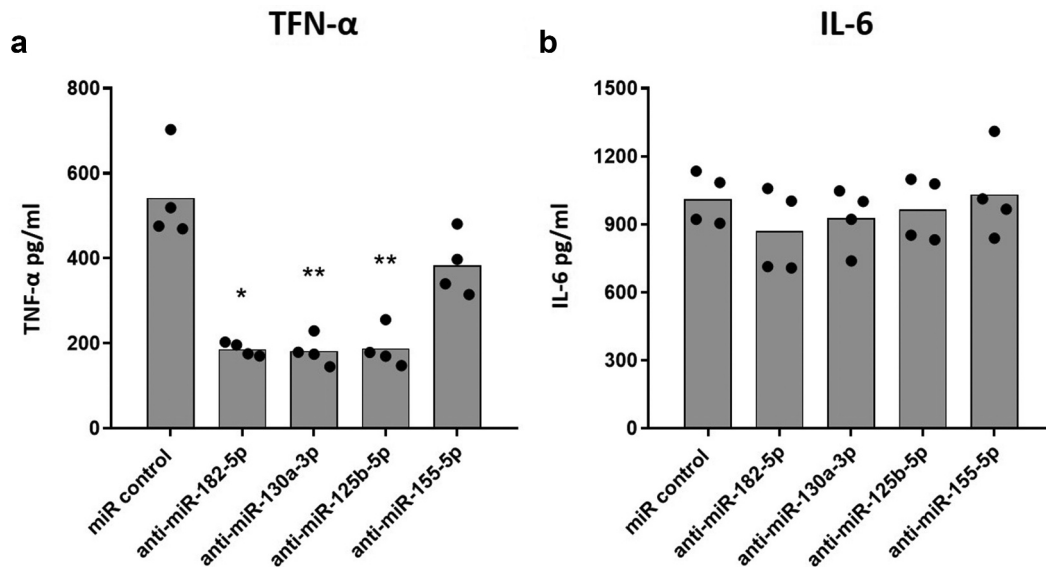 TFN-α
a
TNF-α pg/ml
800
600
400
200
0
*
**
**
miR control
anti-miR-182-5p
anti-miR-130a-3p
anti-miR-125b-5p
anti-miR-155-5p
IL-6
b
IL-6 pg/ml
1500
1200
900
600
300
0
miR control
anti-miR-182-5p
anti-miR-130a-3p
anti-miR-125b-5p
anti-miR-155-5p